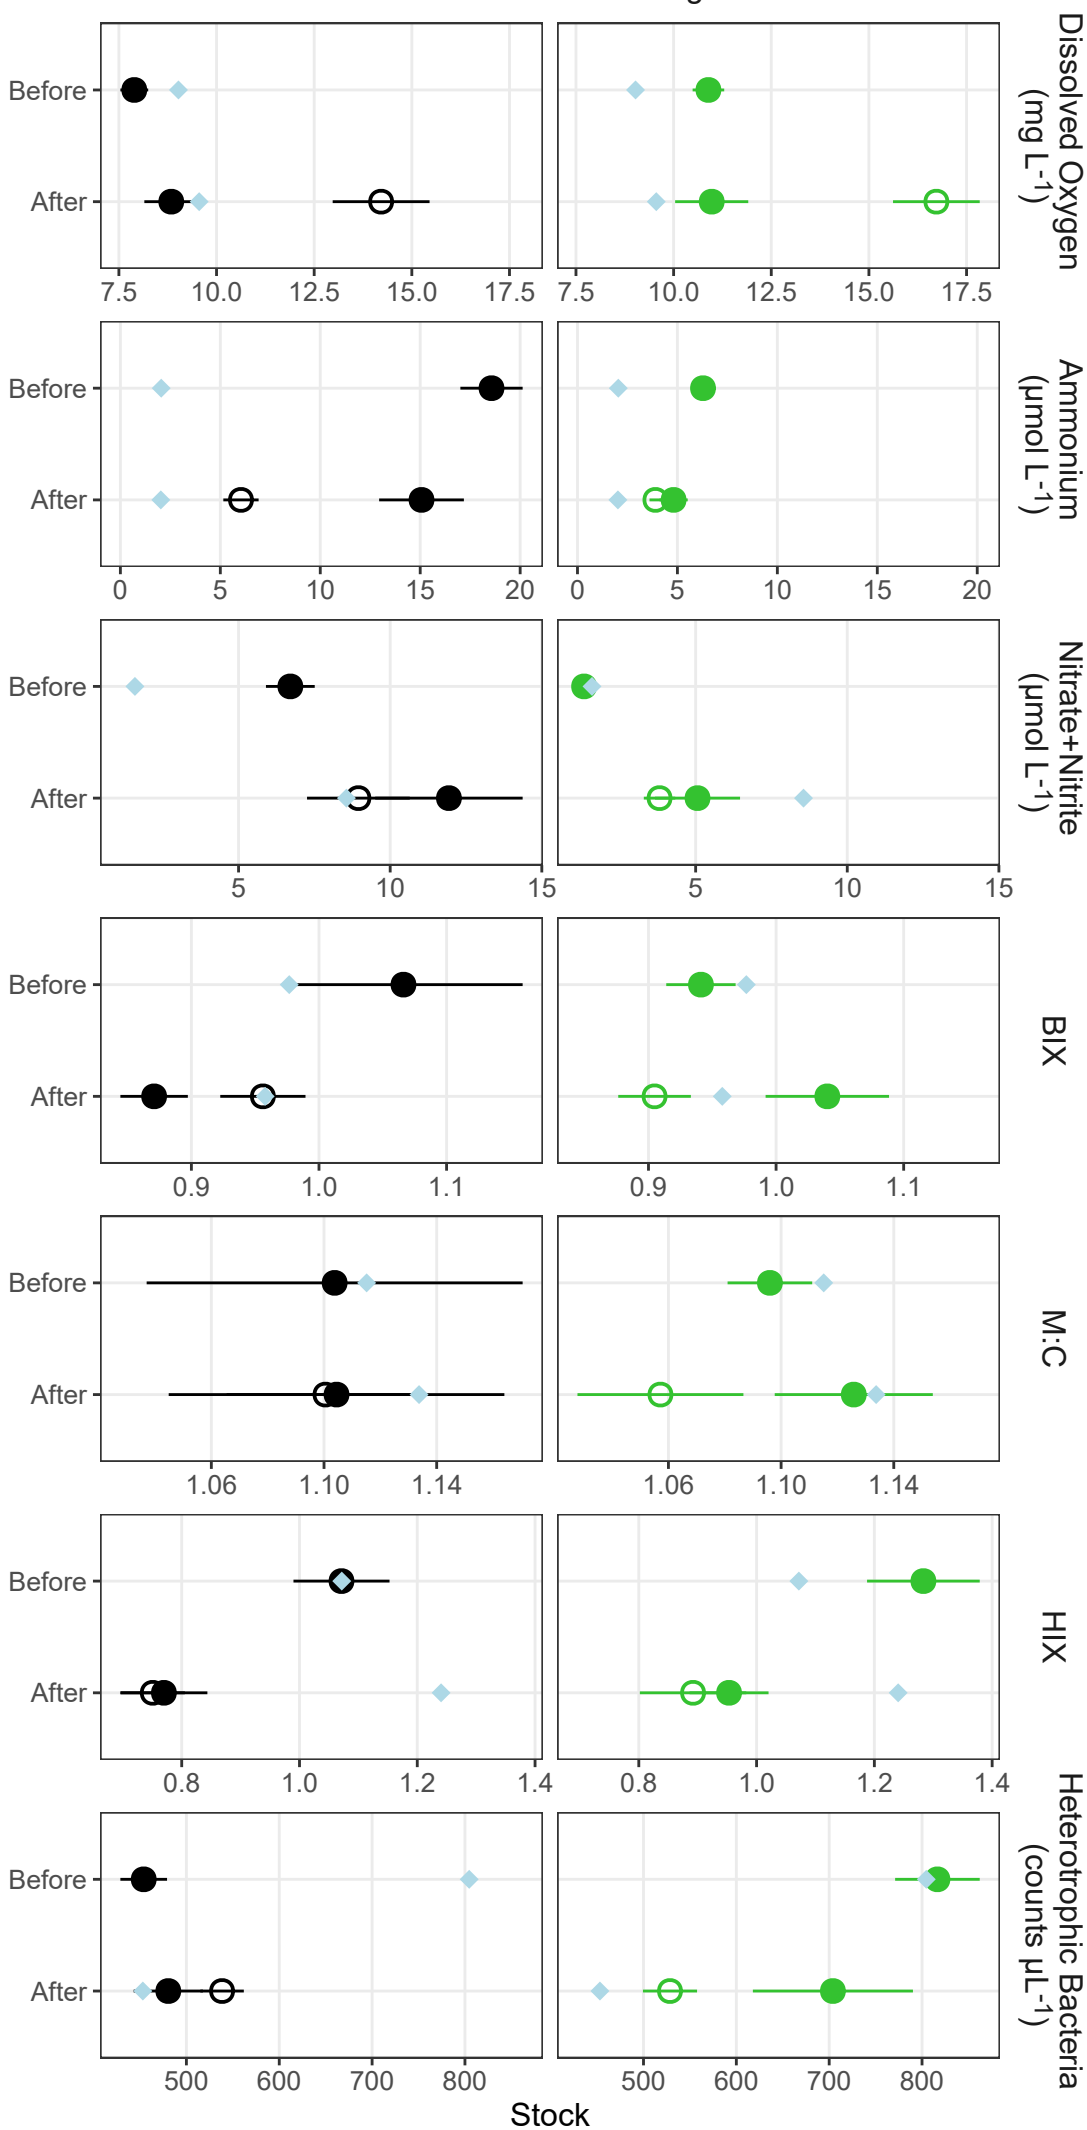 Before
After
7.5 10.0 12.5 15.0 17.5 7.5 10.0 12.5 15.0 17.5
Dissolved Oxygen
(mg L-1)
Before
After
0 5 10 15 20 0 5 10 15 20
Ammonium
(μmol L-1)
Before
After
5 10 15 5 10 15
Nitrate+Nitrite
(μmol L-1)
Before
After
0.9 1.0 1.1 0.9 1.0 1.1
BIX
Before
After
1.06 1.10 1.14 1.06 1.10 1.14
M:C
Before
After
0.8 1.0 1.2 1.4 0.8 1.0 1.2 1.4
HIX
Before
After
500 600 700 800 500 600 700 800
Heterotrophic Bacteria
(counts μL-1)
Stock